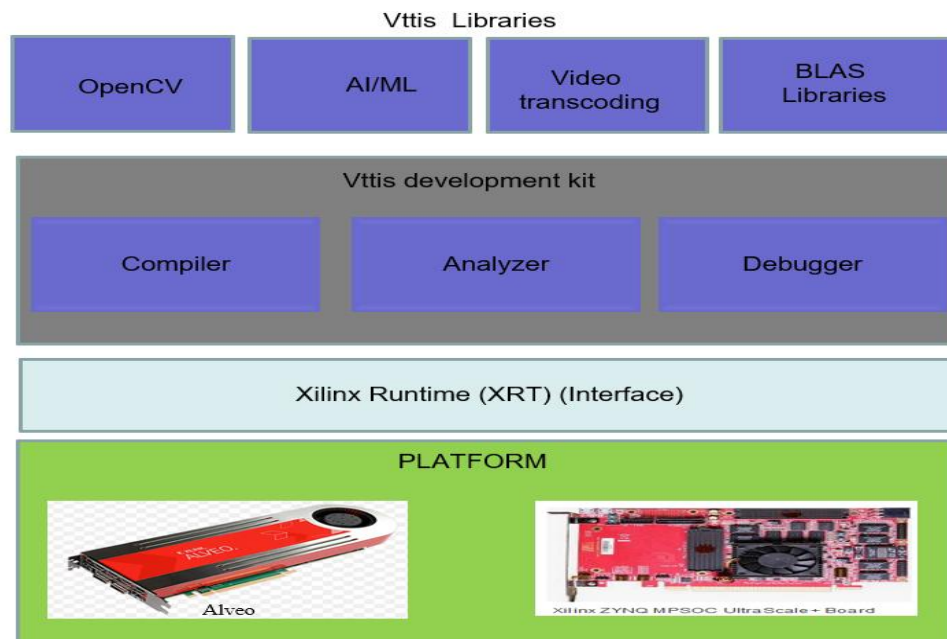 Vttis Libraries
OpenCV
AI/ML
Video
transcoding
BLAS
Libraries
Vttis development kit
Compiler
Analyzer
Debugger
Xilinx Runtime (XRT) (Interface)
PLATFORM
ALVEO
Alveo
Xilinx ZYNQ MPSOC UltraScale+ Board